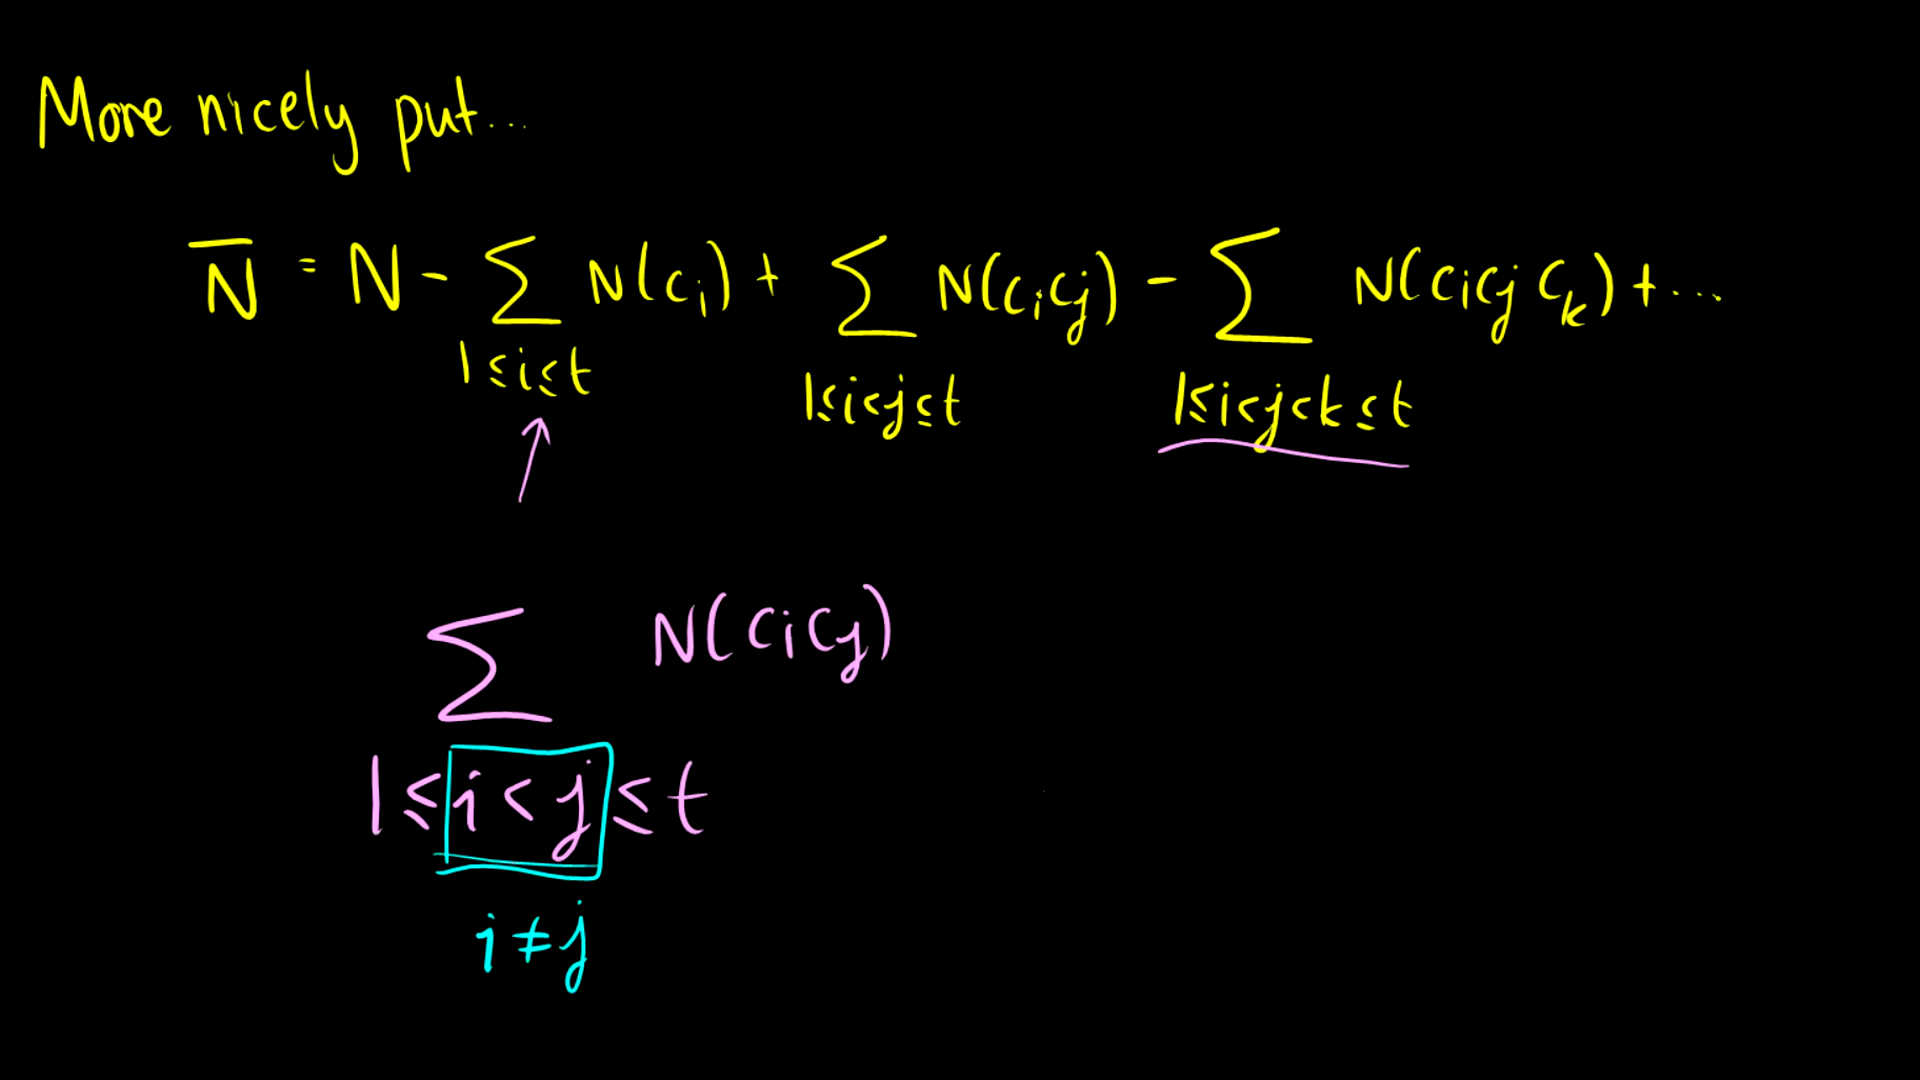 More nicely put...
N̅ = N - ∑ N(ci) + ∑ N(cicj) - ∑ N(cicjck) + ...
1≤i≤t 1≤i<j≤t 1≤i<j<k≤t
∑ N(cicj)
1≤i<j≤t
i≠j